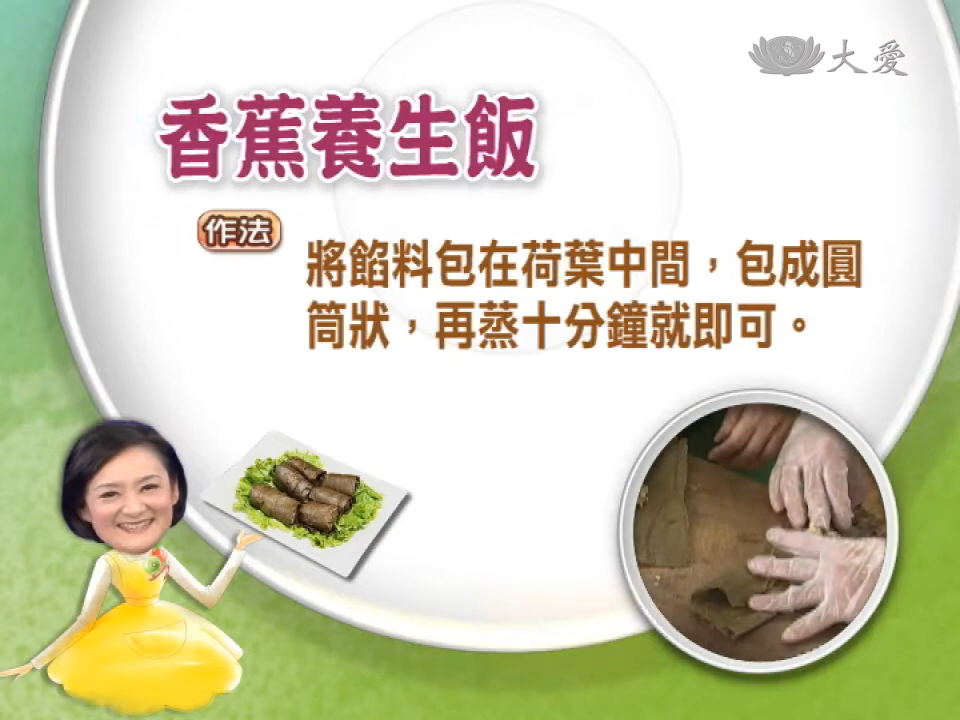 大愛
香蕉養生飯
作法
將餡料包在荷葉中間，包成圓
筒狀，再蒸十分鐘就即可。